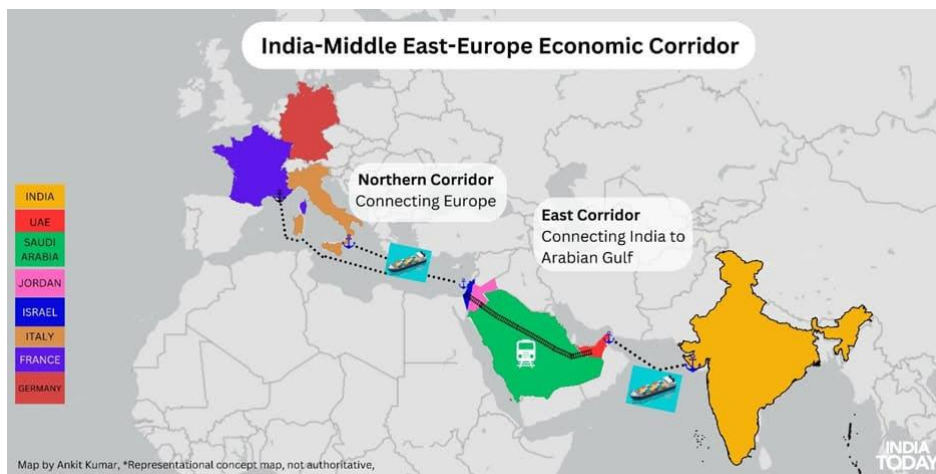 India-Middle East-Europe Economic Corridor
Northern Corridor
Connecting Europe
East Corridor
Connecting India to
Arabian Gulf
INDIA
UAE
SAUDI
ARABIA
JORDAN
ISRAEL
ITALY
FRANCE
GERMANY
Map by Ankit Kumar, *Representational concept map, not authoritative,
INDIA
TODAY